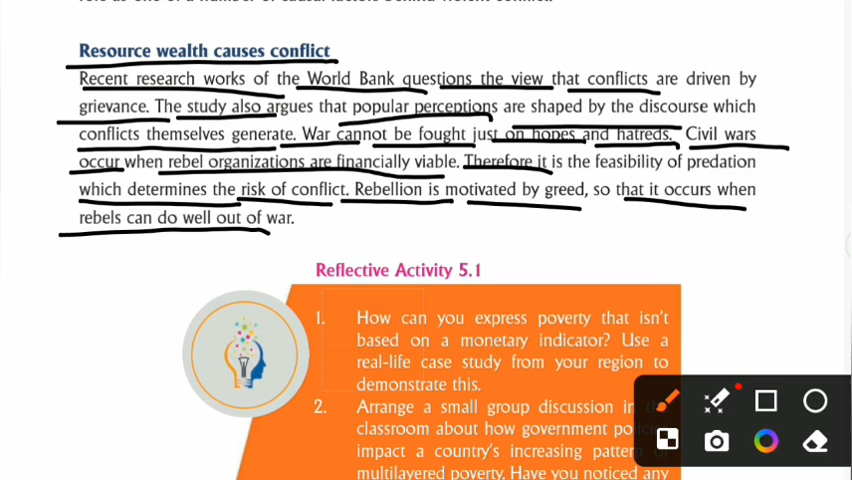 Resource wealth causes conflict
Recent research works of the World Bank questions the view that conflicts are driven by
grievance. The study also argues that popular perceptions are shaped by the discourse which
conflicts themselves generate. War cannot be fought just on hopes and hatreds. Civil wars
occur when rebel organizations are financially viable. Therefore it is the feasibility of predation
which determines the risk of conflict. Rebellion is motivated by greed, so that it occurs when
rebels can do well out of war.
Reflective Activity 5.1
1. How can you express poverty that isn't
based on a monetary indicator? Use a
real-life case study from your region to
demonstrate this.
2. Arrange a small group discussion in
classroom about how government
impact a country's increasing pattern
multilayered poverty. Have you noticed any